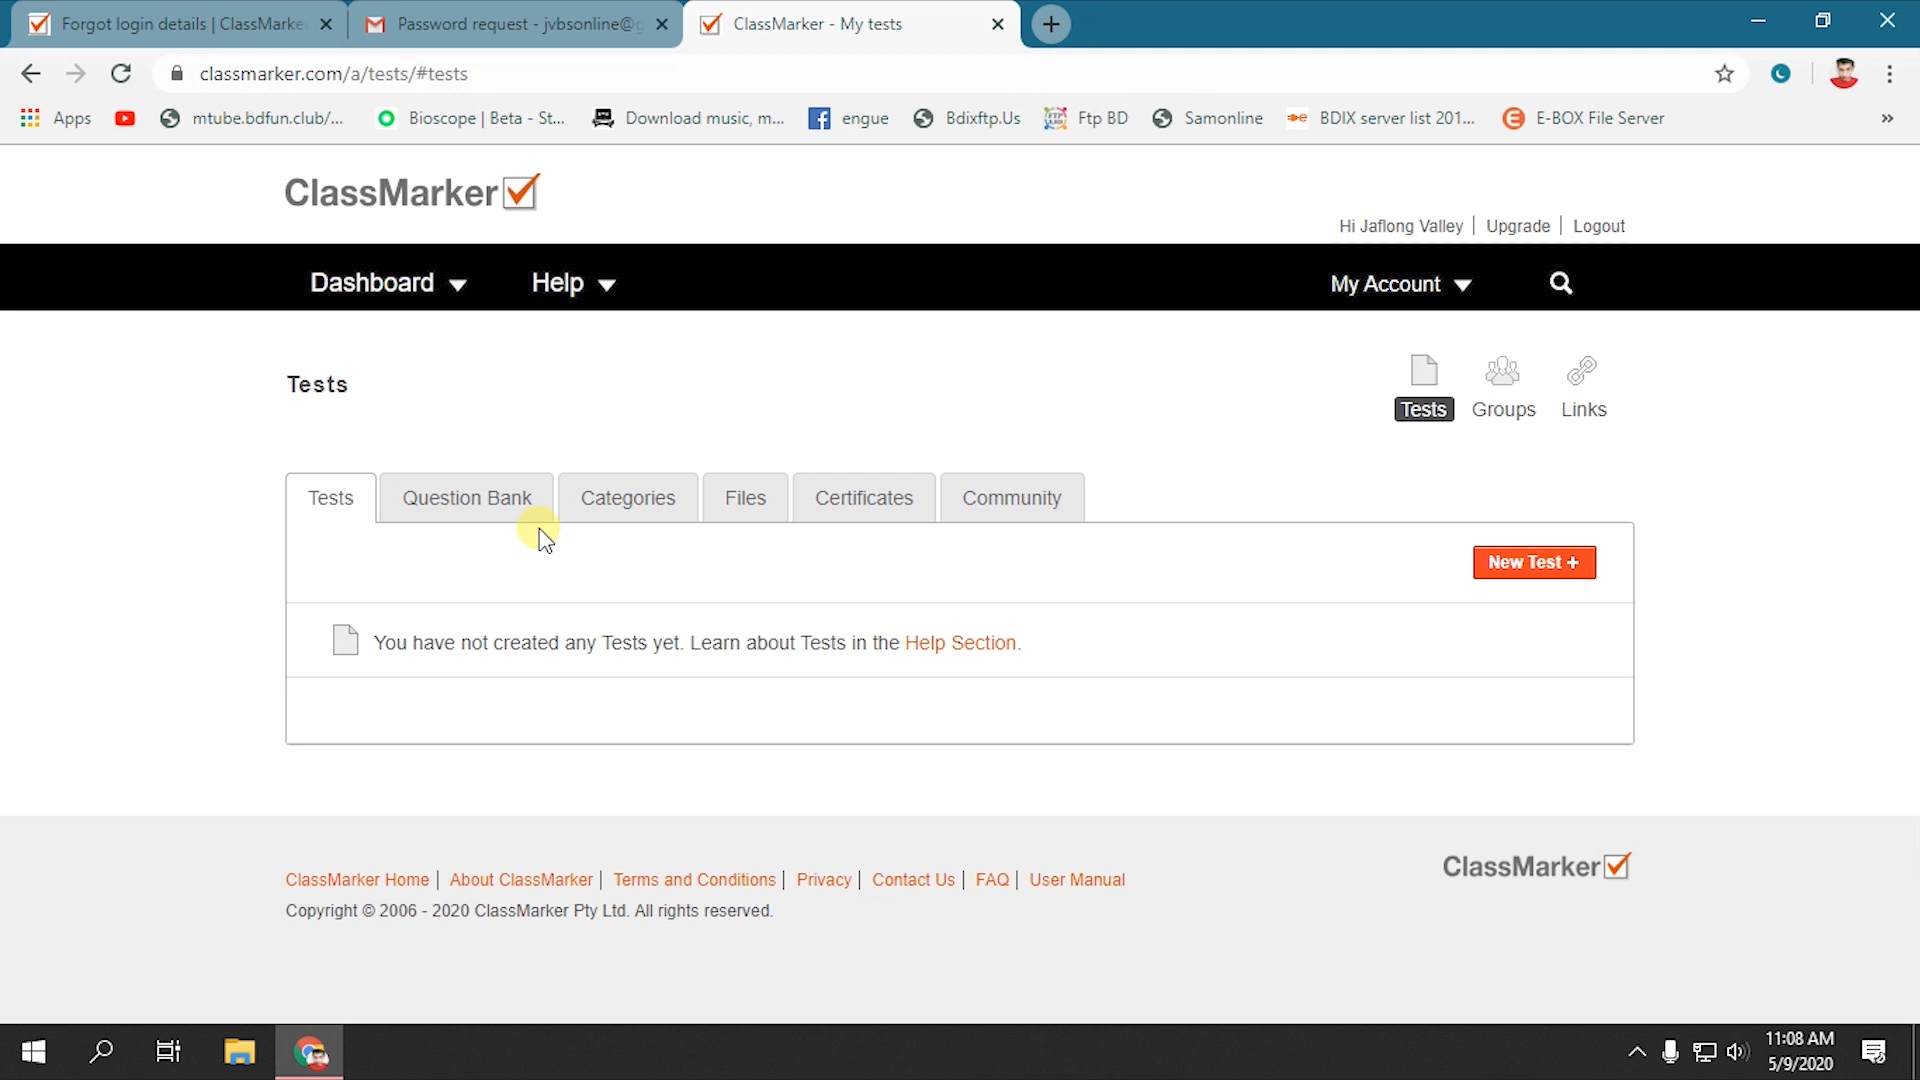 Forgot login details | ClassMarke
Password request - jvbsonline@g
ClassMarker - My tests
classmarker.com/a/tests/#tests
Apps
mtube.bdfun.club/...
Bioscope | Beta - St...
Download music, m...
engue
Bdixftp.Us
Ftp BD
Samonline
BDIX server list 201...
E-BOX File Server
»
ClassMarker
Hi Jaflong Valley | Upgrade | Logout
Dashboard
Help
My Account
Tests
Tests
Groups
Links
Tests
Question Bank
Categories
Files
Certificates
Community
New Test +
You have not created any Tests yet. Learn about Tests in the Help Section.
ClassMarker
ClassMarker Home | About ClassMarker | Terms and Conditions | Privacy | Contact Us | FAQ | User Manual
Copyright © 2006 - 2020 ClassMarker Pty Ltd. All rights reserved.
11:08 AM
5/9/2020